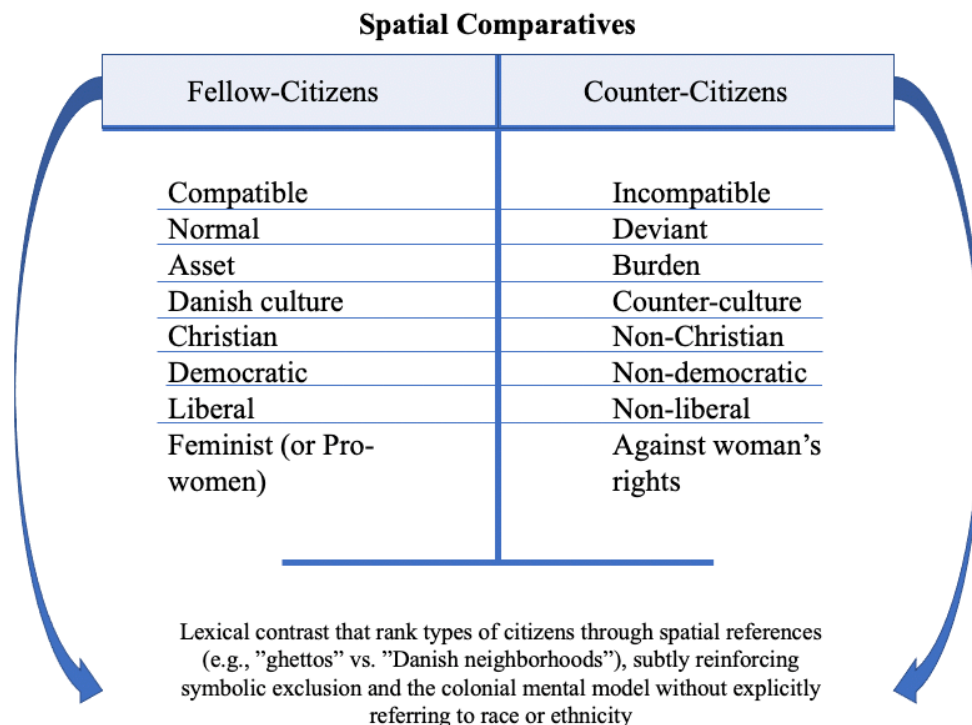 Spatial Comparatives
Fellow-Citizens
Counter-Citizens
Compatible
Incompatible
Normal
Deviant
Asset
Burden
Danish culture
Counter-culture
Christian
Non-Christian
Democratic
Non-democratic
Liberal
Non-liberal
Feminist (or Pro-
women)
Against woman’s
rights
Lexical contrast that rank types of citizens through spatial references
(e.g., ”ghettos” vs. ”Danish neighborhoods”), subtly reinforcing
symbolic exclusion and the colonial mental model without explicitly
referring to race or ethnicity